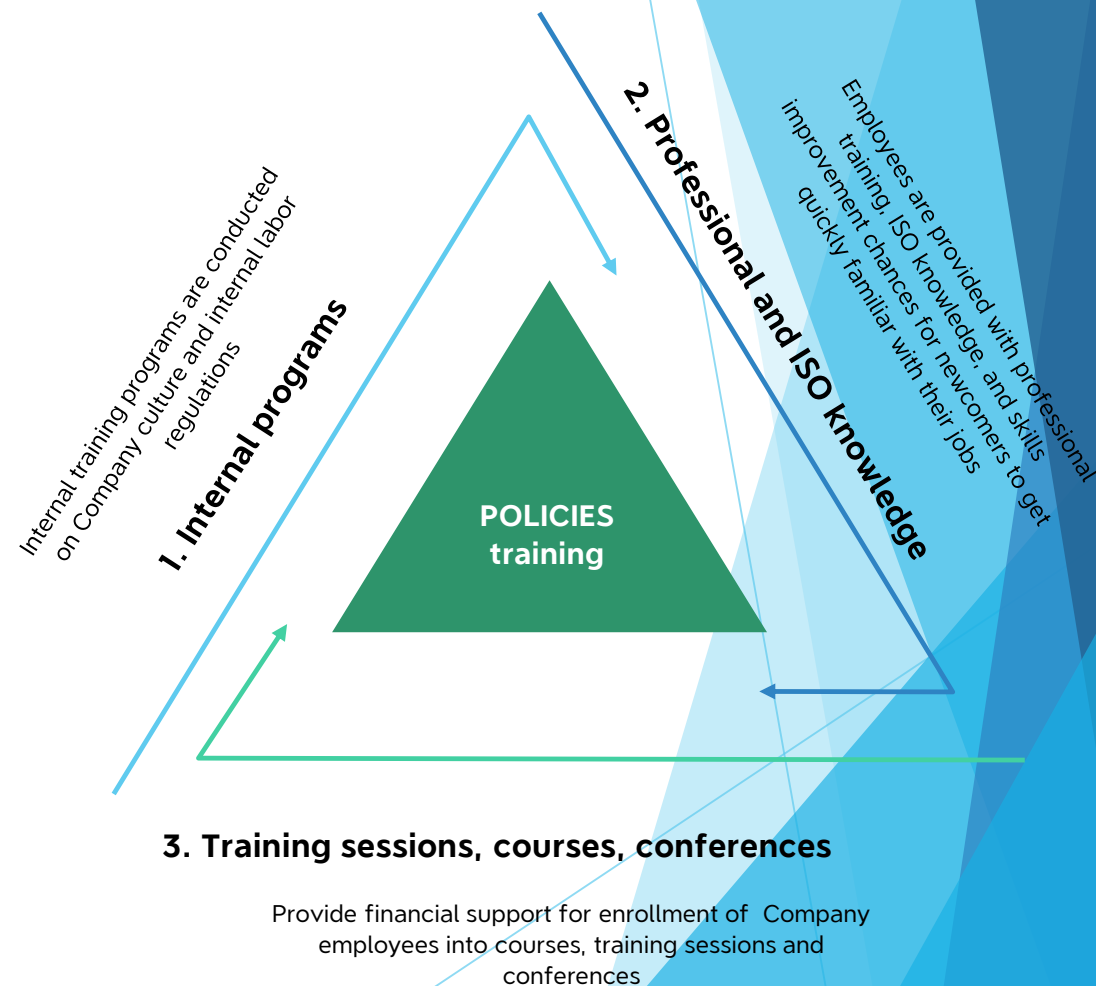 Internal training programs are conducted
on Company culture and internal labor
regulations
1. Internal programs
2. Professional and ISO knowledge
Employees are provided with professional
training, ISO knowledge, and skills
improvement chances for newcomers to get
quickly familiar with their jobs
POLICIES
training
3. Training sessions, courses, conferences
Provide financial support for enrollment of  Company
employees into courses, training sessions and
conferences